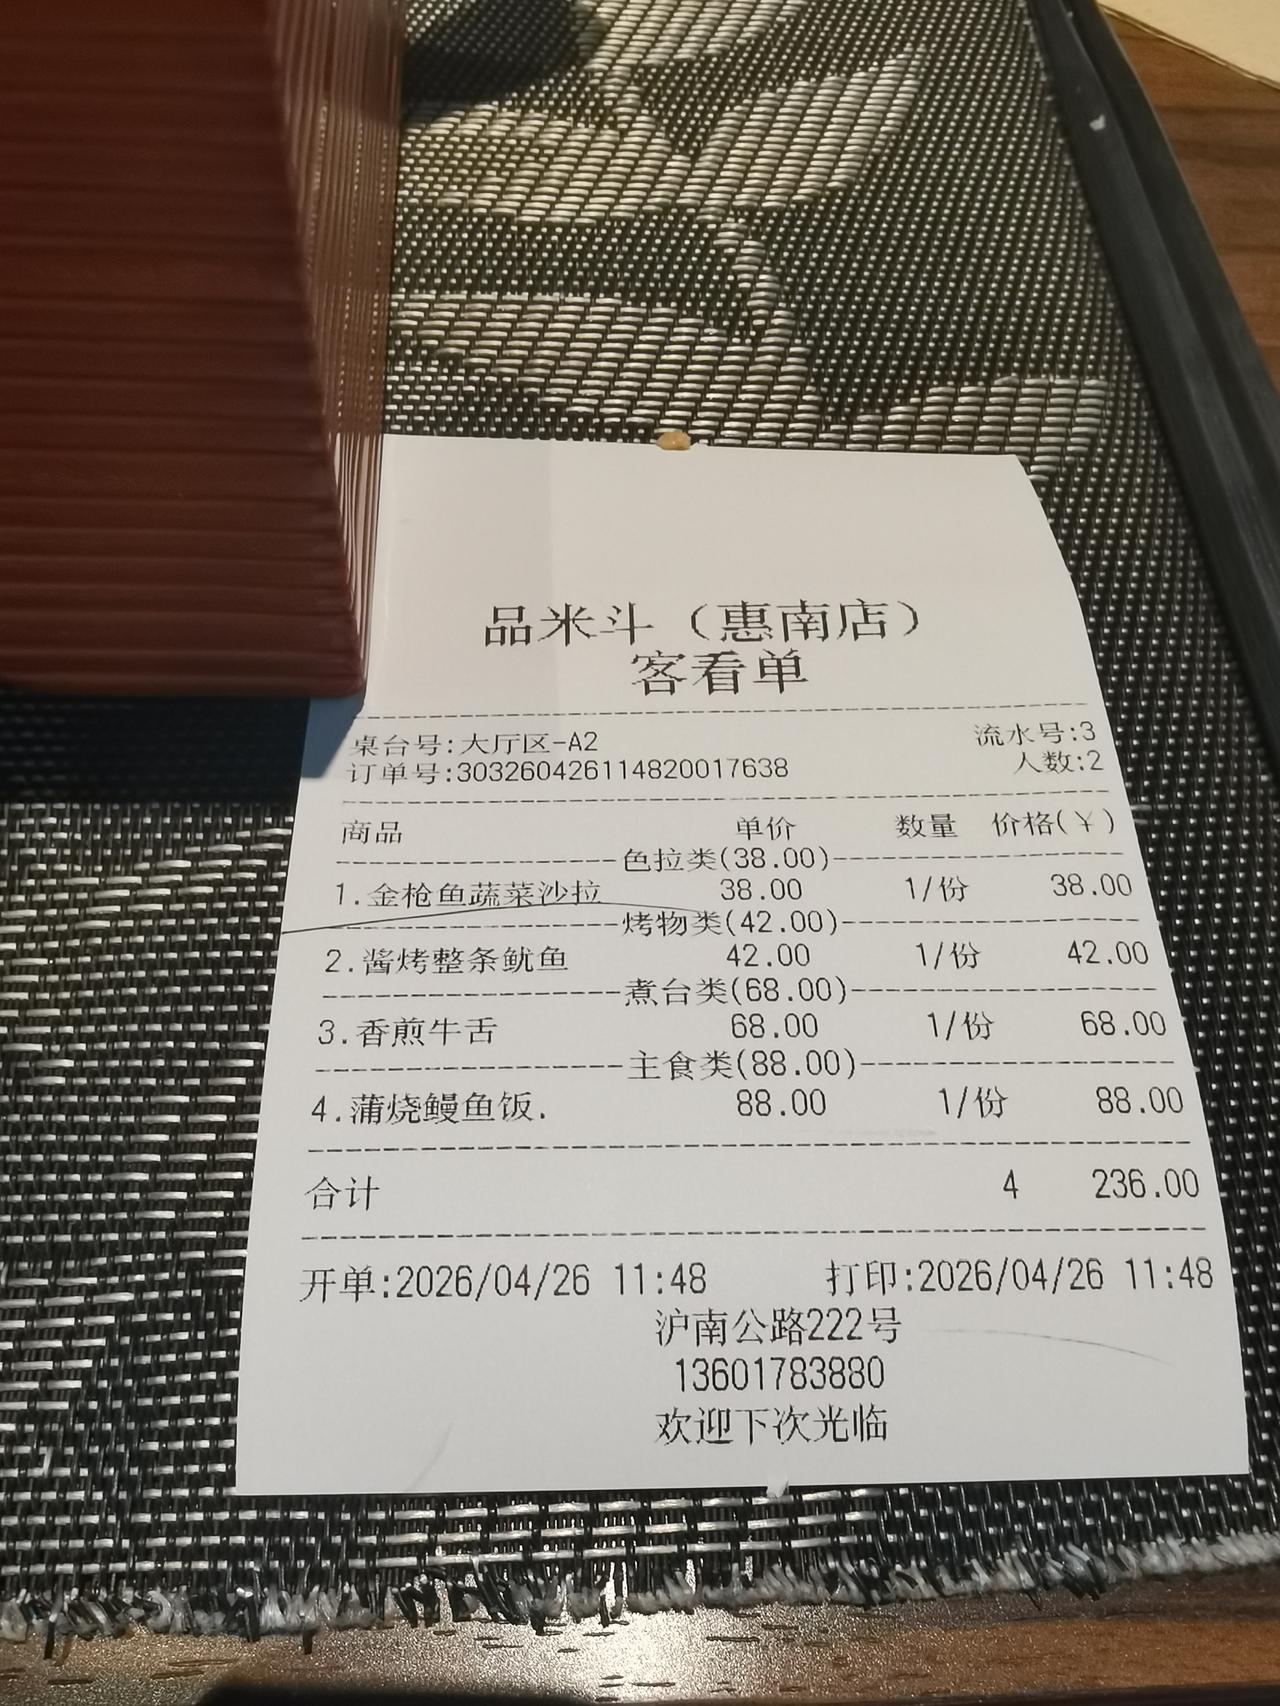 品米斗（惠南店）
客看单
桌台号:大厅区-A2 流水号:3
订单号:303260426114820017638 人数:2
商品 单价 数量 价格(￥)
色拉类(38.00)
1.金枪鱼蔬菜沙拉 38.00 1/份 38.00
烤物类(42.00)
2.酱烤整条鱿鱼 42.00 1/份 42.00
煮台类(68.00)
3.香煎牛舌 68.00 1/份 68.00
主食类(88.00)
4.蒲烧鳗鱼饭. 88.00 1/份 88.00
合计 4 236.00
开单:2026/04/26 11:48 打印:2026/04/26 11:48
沪南公路222号
13601783880
欢迎下次光临